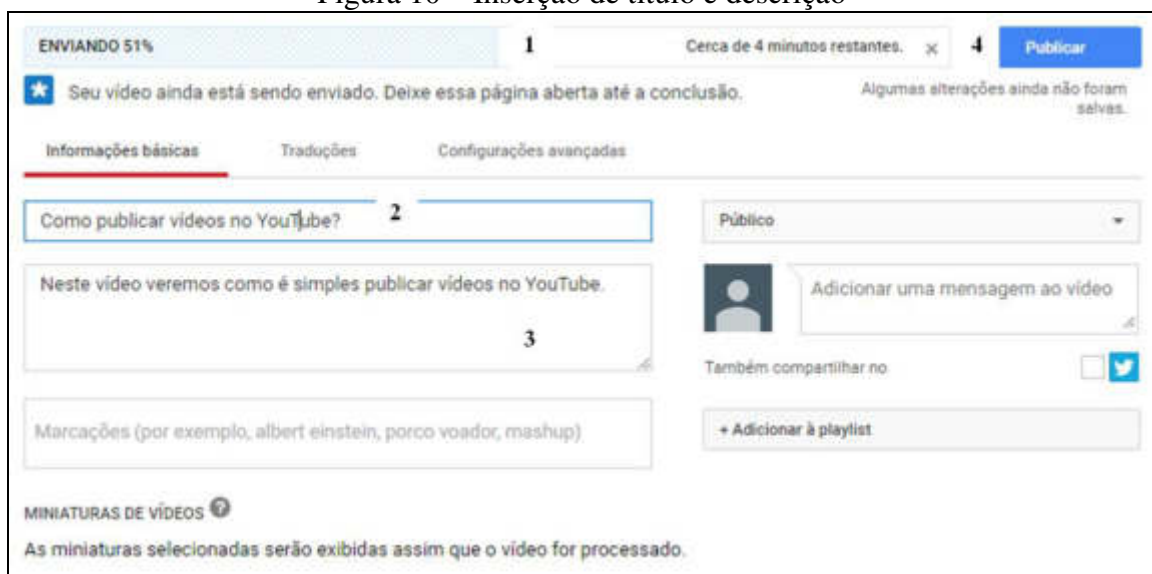 Figura 10 – Inserção de título e descrição
ENVIANDO 51% 1 Cerca de 4 minutos restantes. × 4 Publicar
Seu vídeo ainda está sendo enviado. Deixe essa página aberta até a conclusão. Algumas alterações ainda não foram
salvas.
Informações básicas Traduções Configurações avançadas
Como publicar vídeos no YouTube? 2 Público
Neste vídeo veremos como é simples publicar vídeos no YouTube.
3
Adicionar uma mensagem ao vídeo
Também compartilhar no
Marcações (por exemplo, albert einstein, porco voador, mashup)
+ Adicionar à playlist
MINIATURAS DE VÍDEOS ?
As miniaturas selecionadas serão exibidas assim que o vídeo for processado.